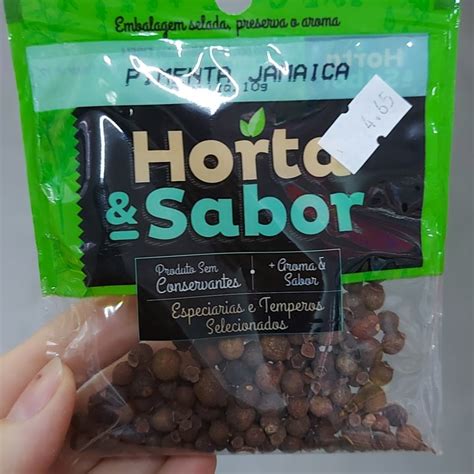 Embalagem selada, preserva o aroma
Horta
PIMENTA JAMAICA
10g
4.65
Horta
& Sabor
Produto Sem
Conservantes
+ Aroma &
Sabor
Especiarias e Temperos
Selecionados